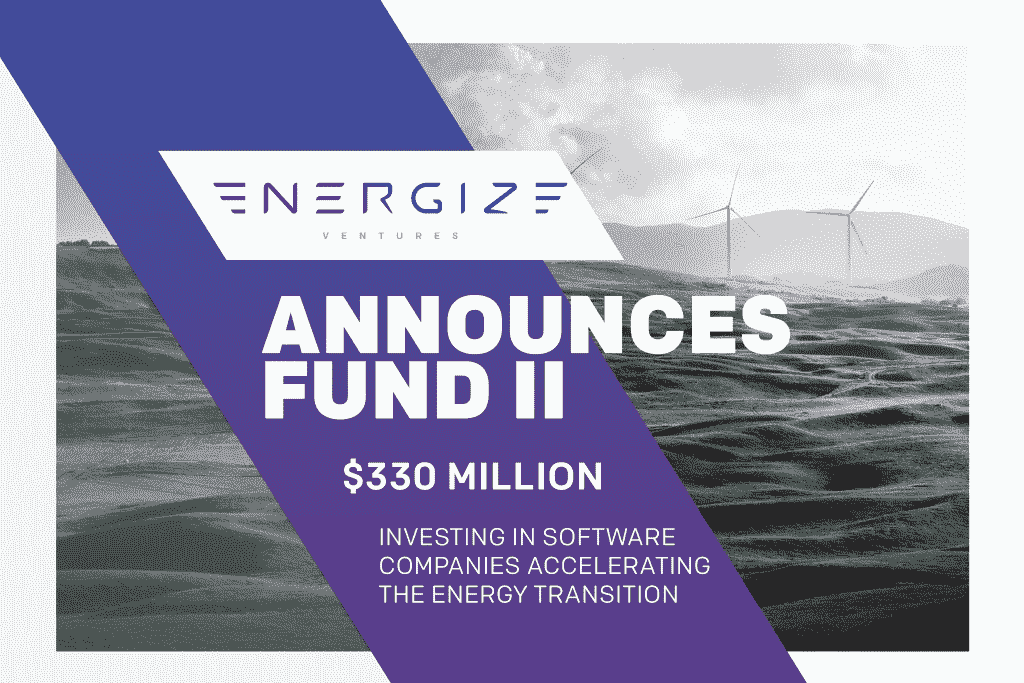 ENERGIZE
VENTURES
ANNOUNCES
FUND II
$330 MILLION
INVESTING IN SOFTWARE
COMPANIES ACCELERATING
THE ENERGY TRANSITION